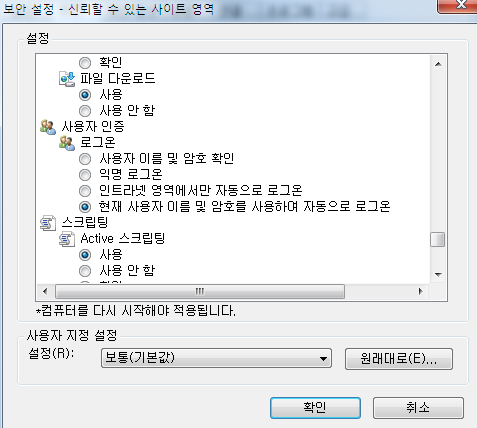 보안 설정 - 신뢰할 수 있는 사이트 영역
설정
확인
파일 다운로드
사용
사용 안 함
사용자 인증
로그온
사용자 이름 및 암호 확인
익명 로그온
인트라넷 영역에서만 자동으로 로그온
현재 사용자 이름 및 암호를 사용하여 자동으로 로그온
스크립팅
Active 스크립팅
사용
사용 안 함
*컴퓨터를 다시 시작해야 적용됩니다.
사용자 지정 설정
설정(R): 보통(기본값) 원래대로(E)...
확인 취소